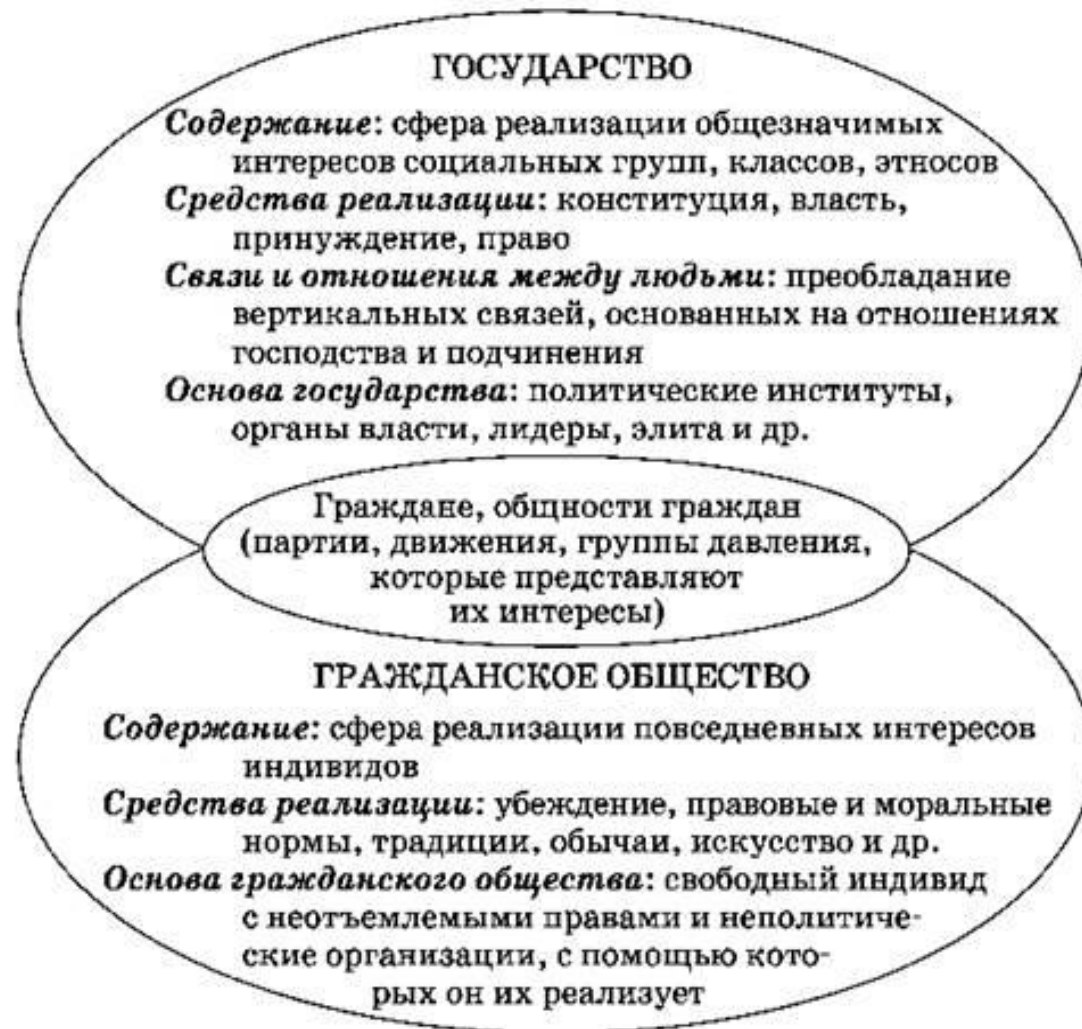 ГОСУДАРСТВО
Содержание: сфера реализации общезначимых
интересов социальных групп, классов, этносов
Средства реализации: конституция, власть,
принуждение, право
Связи и отношения между людьми: преобладание
вертикальных связей, основанных на отношениях
господства и подчинения
Основа государства: политические институты,
органы власти, лидеры, элита и др.
Граждане, общности граждан
(партии, движения, группы давления,
которые представляют
их интересы)
ГРАЖДАНСКОЕ ОБЩЕСТВО
Содержание: сфера реализации повседневных интересов
индивидов
Средства реализации: убеждение, правовые и моральные
нормы, традиции, обычаи, искусство и др.
Основа гражданского общества: свободный индивид
с неотъемлемыми правами и неполитиче-
ские организации, с помощью кото-
рых он их реализует